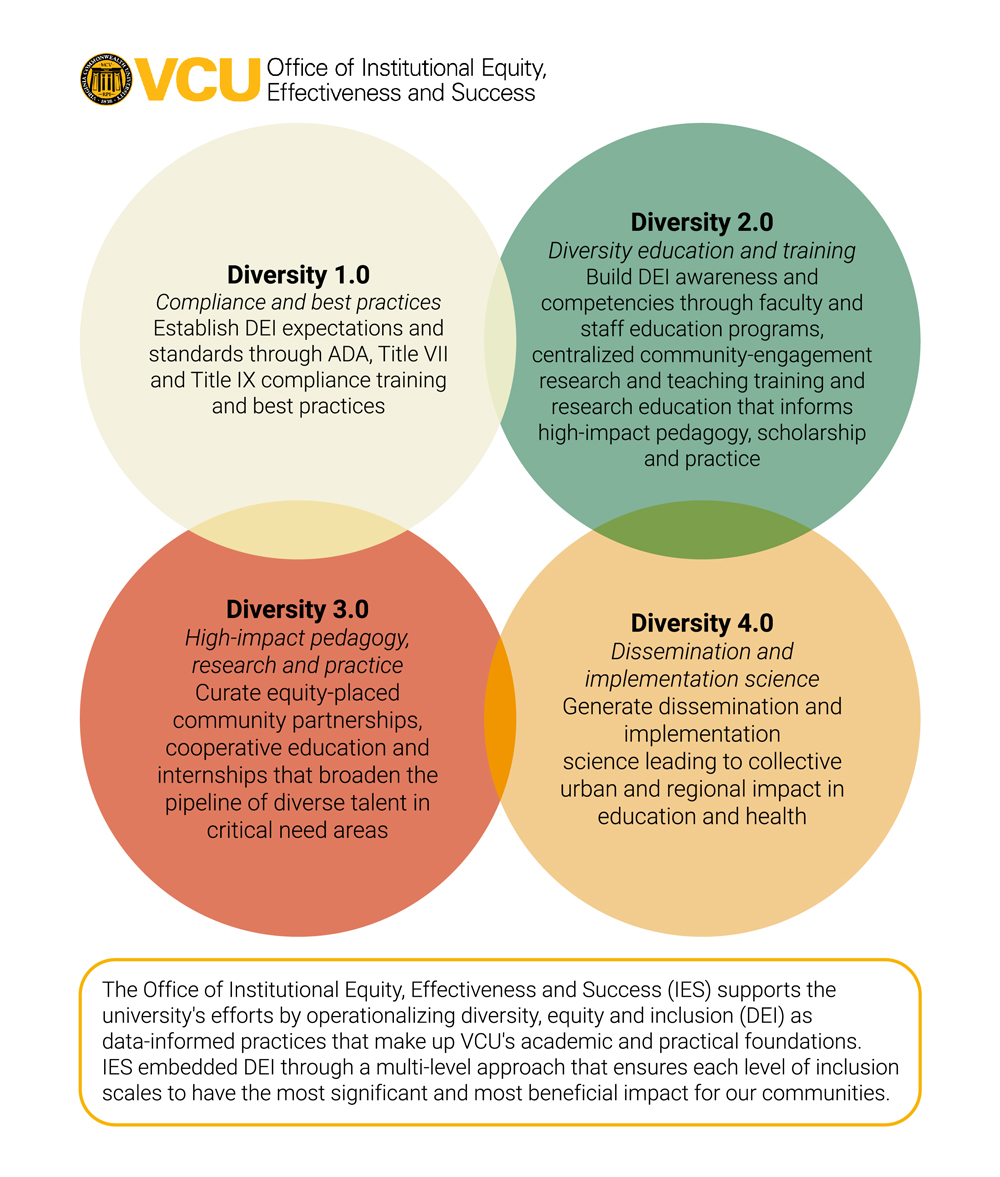 VCU
Office of Institutional Equity,
Effectiveness and Success
Diversity 1.0
Compliance and best practices
Establish DEI expectations and
standards through ADA, Title VII
and Title IX compliance training
and best practices
Diversity 2.0
Diversity education and training
Build DEI awareness and
competencies through faculty and
staff education programs,
centralized community-engagement
research and teaching training and
research education that informs
high-impact pedagogy, scholarship
and practice
Diversity 3.0
High-impact pedagogy,
research and practice
Curate equity-placed
community partnerships,
cooperative education and
internships that broaden the
pipeline of diverse talent in
critical need areas
Diversity 4.0
Dissemination and
implementation science
Generate dissemination and
implementation
science leading to collective
urban and regional impact in
education and health
The Office of Institutional Equity, Effectiveness and Success (IES) supports the
university's efforts by operationalizing diversity, equity and inclusion (DEI) as
data-informed practices that make up VCU's academic and practical foundations.
IES embedded DEI through a multi-level approach that ensures each level of inclusion
scales to have the most significant and most beneficial impact for our communities.